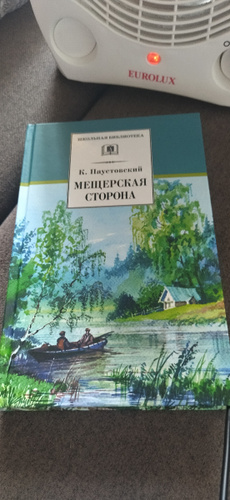 EUROLUX
ШКОЛЬНАЯ БИБЛИОТЕКА
К. Паустовский
МЕЩЕРСКАЯ
СТОРОНА